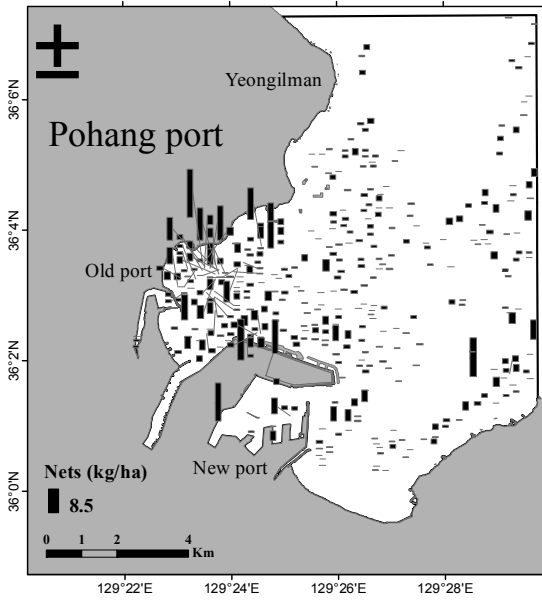 36°6'N
Yeongilman
Pohang port
36°4'N
Old port
36°2'N
New port
Nets (kg/ha)
36°0'N
8.5
0 1 2 4
Km
129°22'E 129°24'E 129°26'E 129°28'E